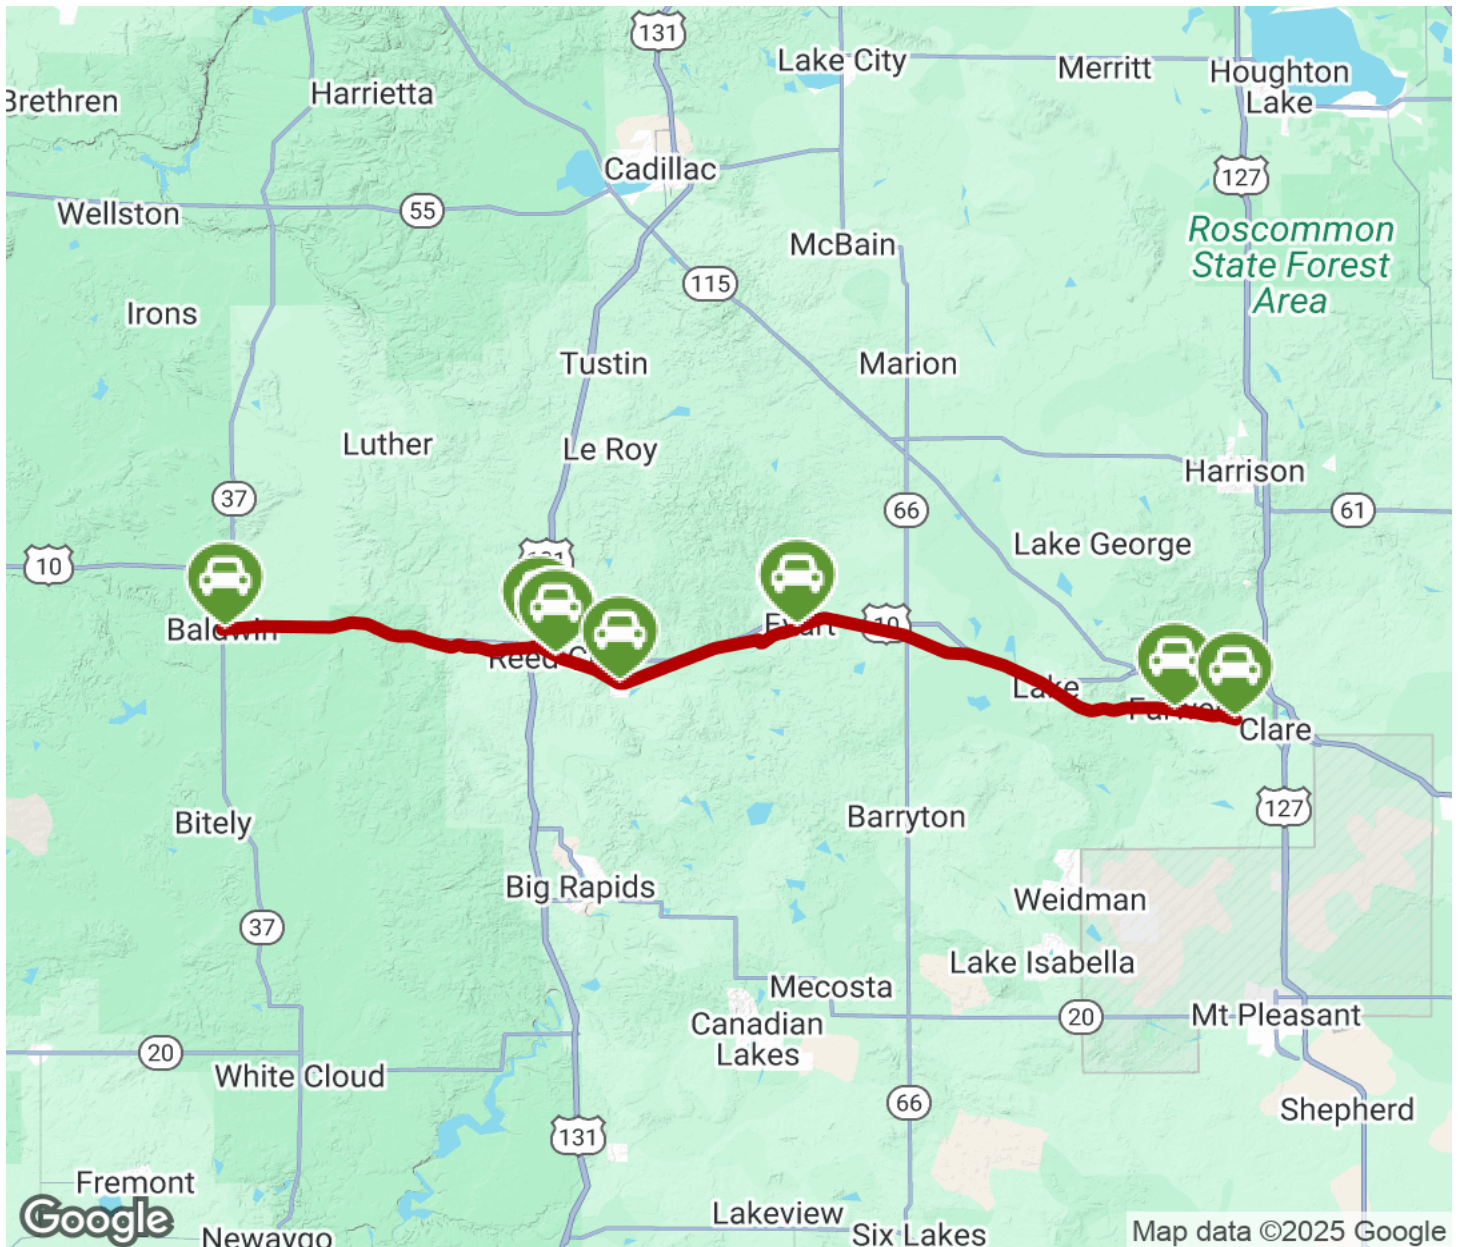 131
Lake City
Merritt
Houghton
Lake
Brethren
Harrietta
Cadillac
127
55
Wellston
McBain
Roscommon
State Forest
Area
115
Irons
Tustin
Marion
Luther
Le Roy
Harrison
37
66
61
Lake George
10
Baldwin
Lake
Clare
127
Bitely
Barryton
Big Rapids
Weidman
37
Lake Isabella
Mecosta
20
Mt Pleasant
Canadian
Lakes
20
White Cloud
66
Shepherd
131
Fremont
Google
Lakeview
Six Lakes
Newaygo
Map data ©2025 Google